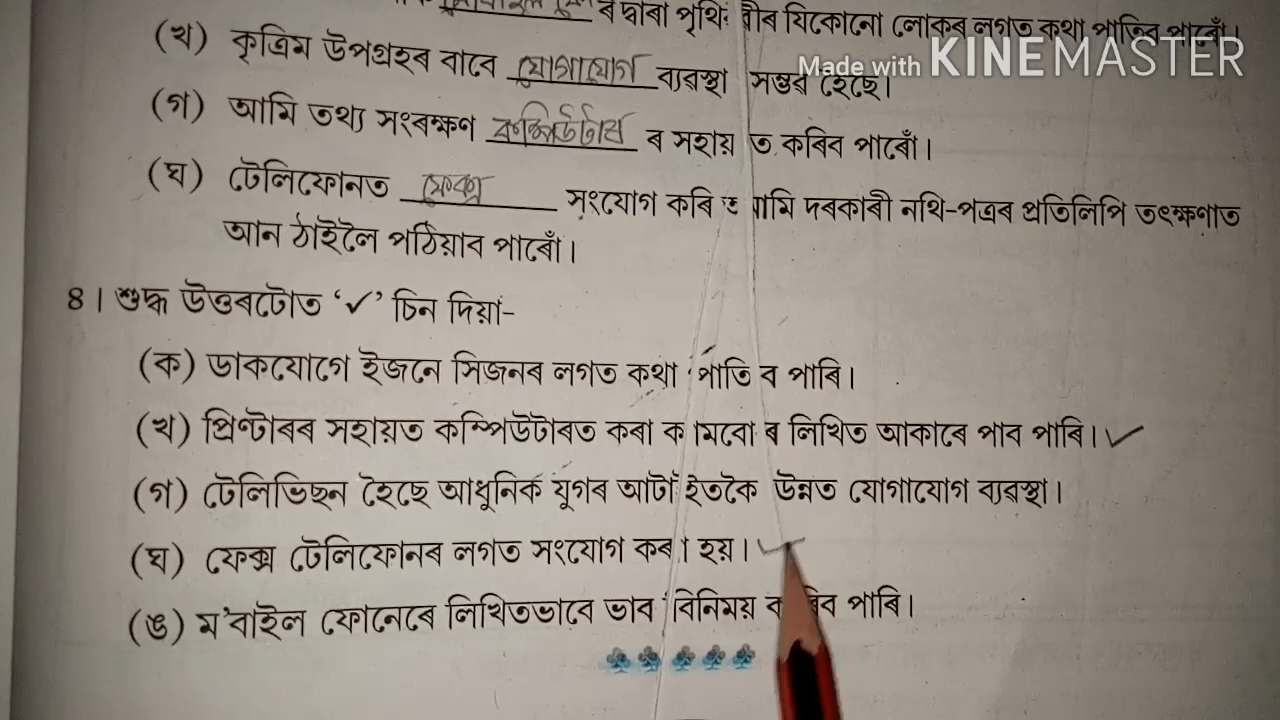 ৰ দ্বাৰা পৃথিৱীৰ যিকোনো লোকৰ লগত কথা পাতিব পাৰোঁ।
Made with KINEMASTER
(খ) কৃত্ৰিম উপগ্ৰহৰ বাবে যোগাযোগ ব্যৱস্থা সম্ভৱ হৈছে।
(গ) আমি তথ্য সংৰক্ষণ কম্পিউটাৰ ৰ সহায়ত কৰিব পাৰোঁ।
(ঘ) টেলিফোনত ফেক্স সংযোগ কৰি আমি দৰকাৰী নথি-পত্ৰৰ প্ৰতিলিপি তৎক্ষণাত
আন ঠাইলৈ পঠিয়াব পাৰোঁ।
৪। শুদ্ধ উত্তৰটোত ‘✓’ চিন দিয়া-
(ক) ডাকযোগে ইজনে সিজনৰ লগত কথা পাতিব পাৰি।
(খ) প্ৰিণ্টাৰৰ সহায়ত কম্পিউটাৰত কৰা কামবোৰ লিখিত আকাৰে পাব পাৰি। ✓
(গ) টেলিভিছন হৈছে আধুনিক যুগৰ আটাইতকৈ উন্নত যোগাযোগ ব্যৱস্থা।
(ঘ) ফেক্স টেলিফোনৰ লগত সংযোগ কৰা হয়। ✓
(ঙ) ম'বাইল ফোনেৰে লিখিতভাবে ভাব বিনিময় কৰিব পাৰি।